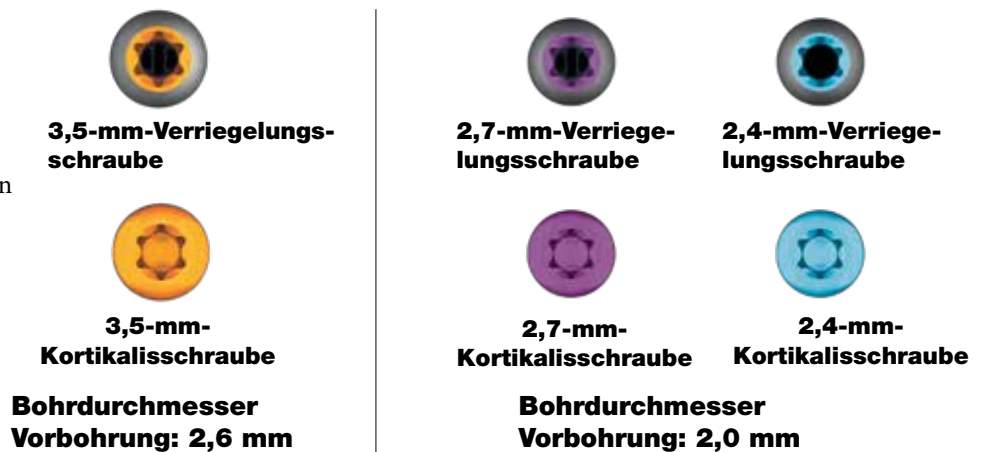 3,5-mm-Verriegelungs-
schraube
n
3,5-mm-
Kortikalisschraube
Bohrdurchmesser
Vorbohrung: 2,6 mm
2,7-mm-Verriege-
lungsschraube
2,4-mm-Verriege-
lungsschraube
2,7-mm-
Kortikalisschraube
2,4-mm-
Kortikalisschraube
Bohrdurchmesser
Vorbohrung: 2,0 mm